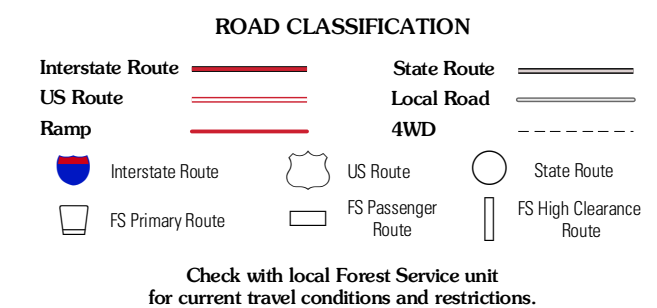 ROAD CLASSIFICATION
Interstate Route
State Route
US Route
Local Road
Ramp
4WD
Interstate Route
US Route
State Route
FS Primary Route
FS Passenger
Route
FS High Clearance
Route
Check with local Forest Service unit
for current travel conditions and restrictions.